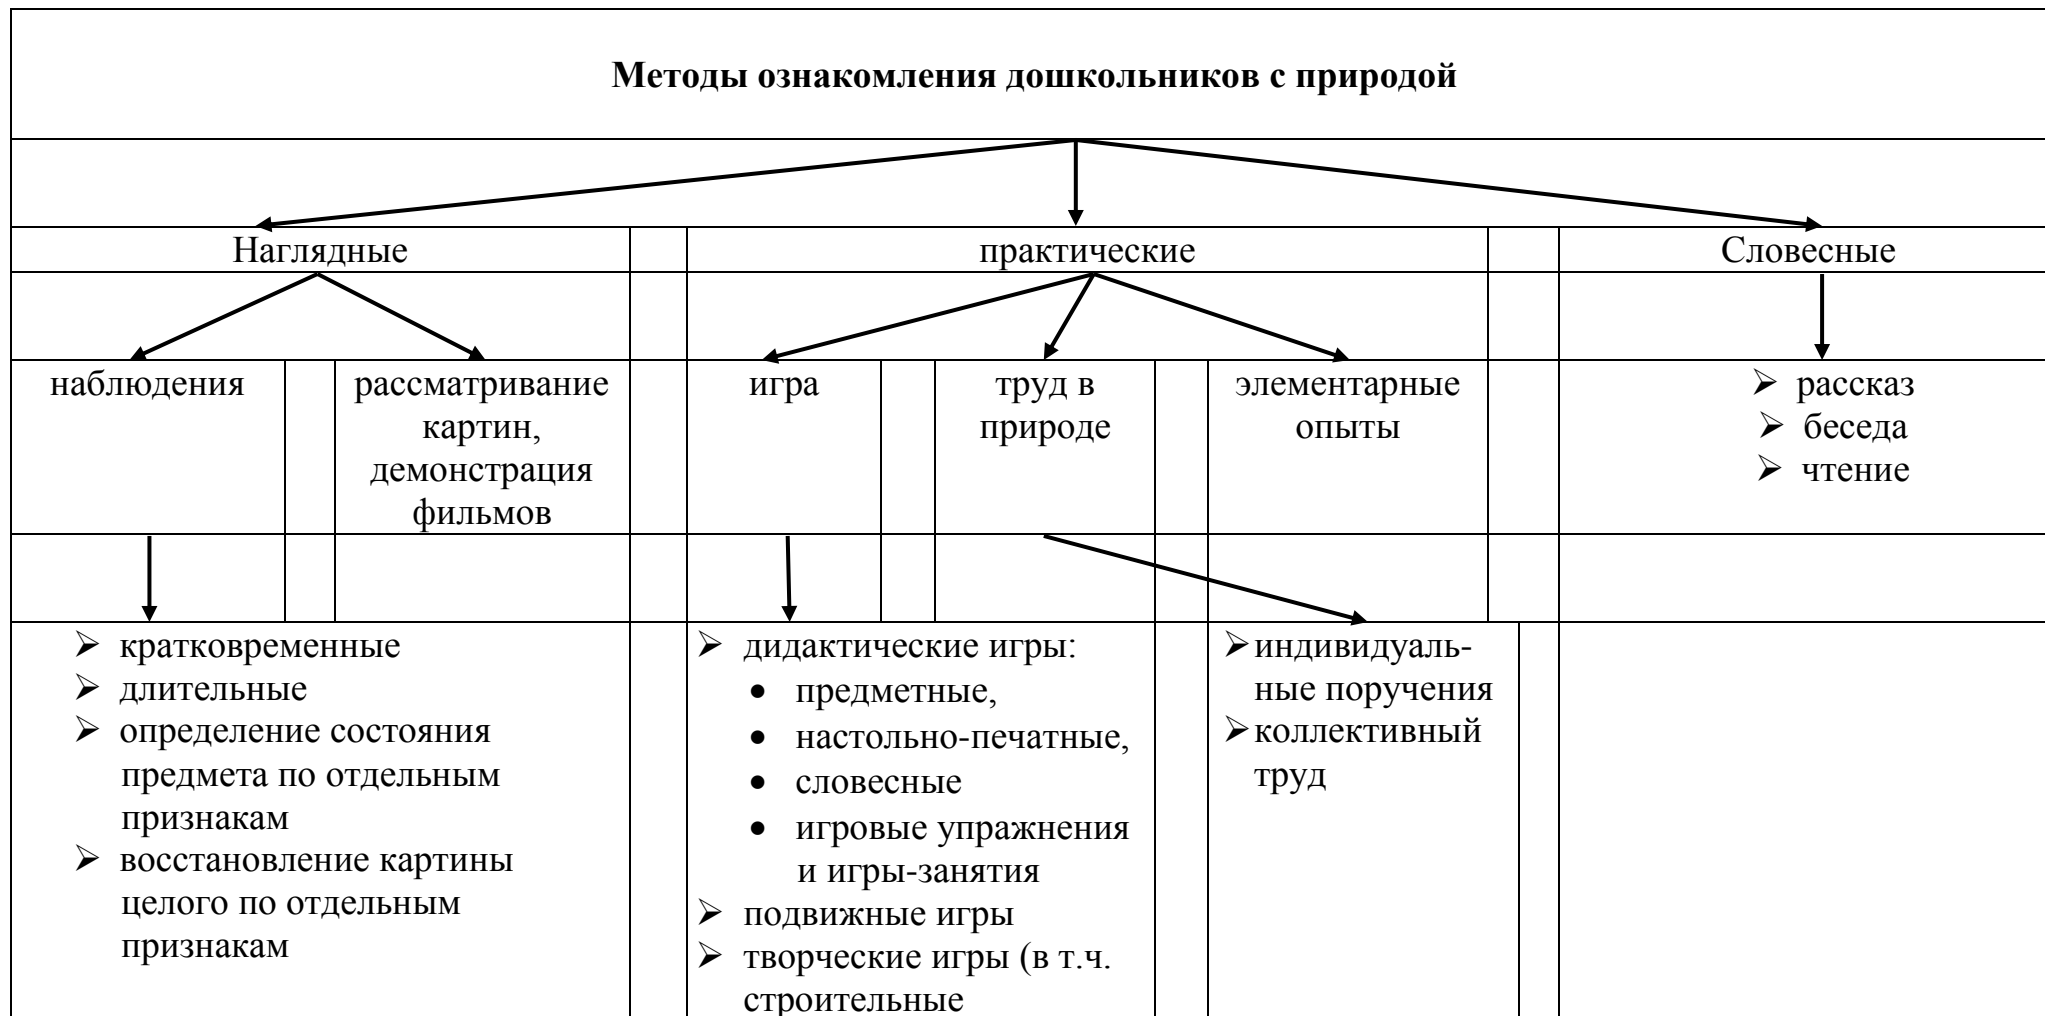 Методы ознакомления дошкольников с природой
Наглядные
практические
Словесные
наблюдения
рассматривание
картин,
демонстрация
фильмов
игра
труд в
природе
элементарные
опыты
➢ рассказ
➢ беседа
➢ чтение
➢ кратковременные
➢ длительные
➢ определение состояния
предмета по отдельным
признакам
➢ восстановление картины
целого по отдельным
признакам
➢ дидактические игры:
• предметные,
• настольно-печатные,
• словесные
• игровые упражнения
и игры-занятия
➢ подвижные игры
➢ творческие игры (в т.ч.
строительные
➢ индивидуаль-
ные поручения
➢ коллективный
труд